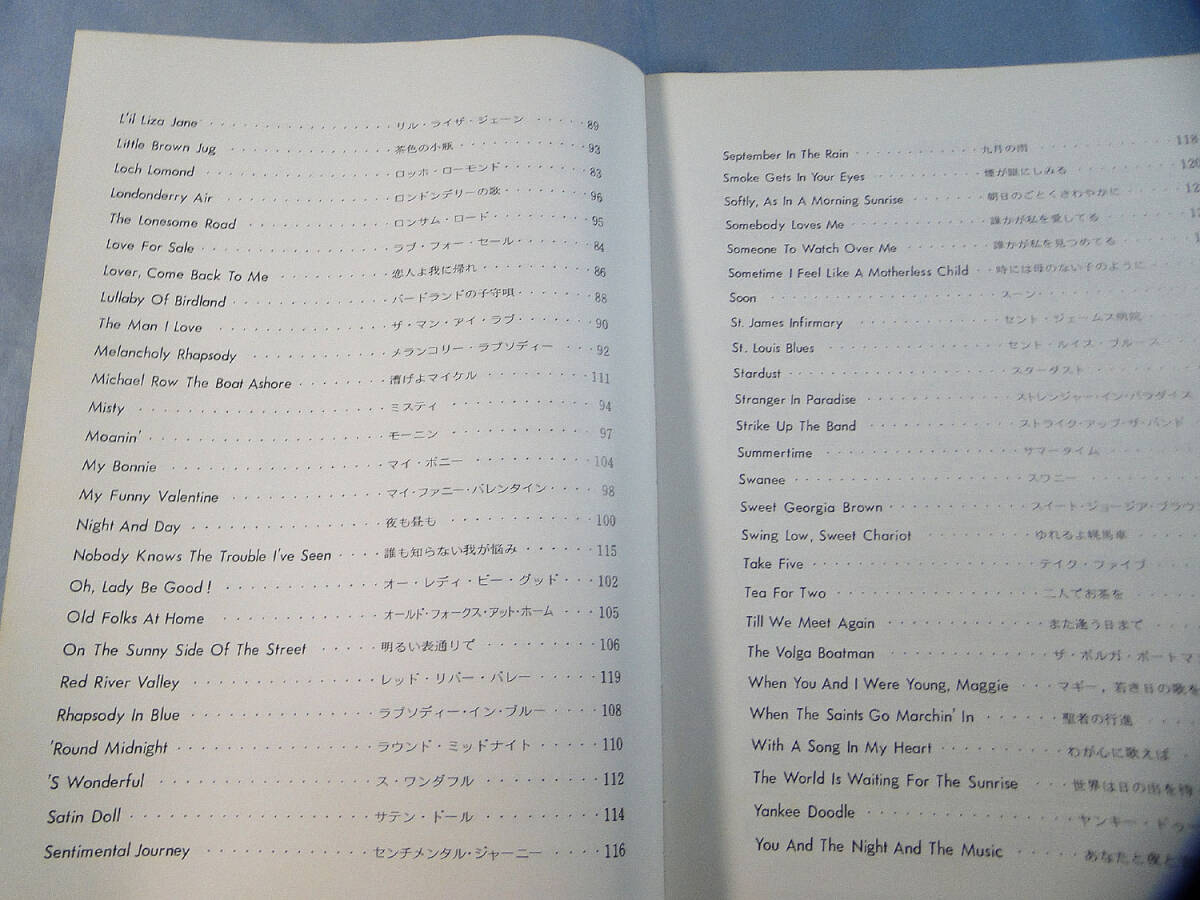 L'il Liza Jane リル・ライザ・ジェーン 89
Little Brown Jug 茶色の小瓶 93
Loch Lomond ロッホ・ローモンド 83
Londonderry Air ロンドンデリーの歌 96
The Lonesome Road ロンサム・ロード 95
Love For Sale ラブ・フォー・セール 84
Lover, Come Back To Me 恋人よ我に帰れ 86
Lullaby Of Birdland バードランドの子守唄 88
The Man I Love ザ・マン・アイ・ラヴ 90
Melancholy Rhapsody メランコリー・ラプソディー 92
Michael Row The Boat Ashore 漕げよマイケル 111
Misty ミスティ 94
Moanin' モーニン 97
My Bonnie マイ・ボニー 104
My Funny Valentine マイ・ファニー・バレンタイン 98
Night And Day 夜も昼も 100
Nobody Knows The Trouble I've Seen 誰も知らない我が悩み 115
Oh, Lady Be Good! オー・レディ・ビー・グッド 102
Old Folks At Home オールド・フォークス・アット・ホーム 105
On The Sunny Side Of The Street 明るい表通りで 106
Red River Valley レッド・リバー・バレー 119
Rhapsody In Blue ラプソディー・イン・ブルー 108
'Round Midnight ラウンド・ミッドナイト 110
'S Wonderful ス・ワンダフル 112
Satin Doll サテン・ドール 114
Sentimental Journey センチメンタル・ジャーニー 116
September In The Rain 九月の雨 118
Smoke Gets In Your Eyes 煙が眼にしみる 120
Softly, As In A Morning Sunrise 朝日のごとくさわやかに
Somebody Loves Me 誰かが私を愛してる
Someone To Watch Over Me 誰かが私を見つめてる
Sometime I Feel Like A Motherless Child 時には母のない子のように
Soon スーン
St. James Infirmary セント・ジェームス病院
St. Louis Blues セント・ルイス・ブルース
Stardust スターダスト
Stranger In Paradise ストレンジャー・イン・パラダイス
Strike Up The Band ストライク・アップ・ザ・バンド
Summertime サマータイム
Swanee スワニー
Sweet Georgia Brown スイート・ジョージア・ブラウン
Swing Low, Sweet Chariot ゆれるよ幌馬車
Take Five テイク・ファイブ
Tea For Two 二人でお茶を
Till We Meet Again また逢う日まで
The Volga Boatman ザ・ボルガ・ボートマ
When You And I Were Young, Maggie マギー，若き日の歌を
When The Saints Go Marchin' In 聖者の行進
With A Song In My Heart わが心に歌えば
The World Is Waiting For The Sunrise 世界は日の出を待
Yankee Doodle ヤンキー・ドゥー
You And The Night And The Music あなたと夜と